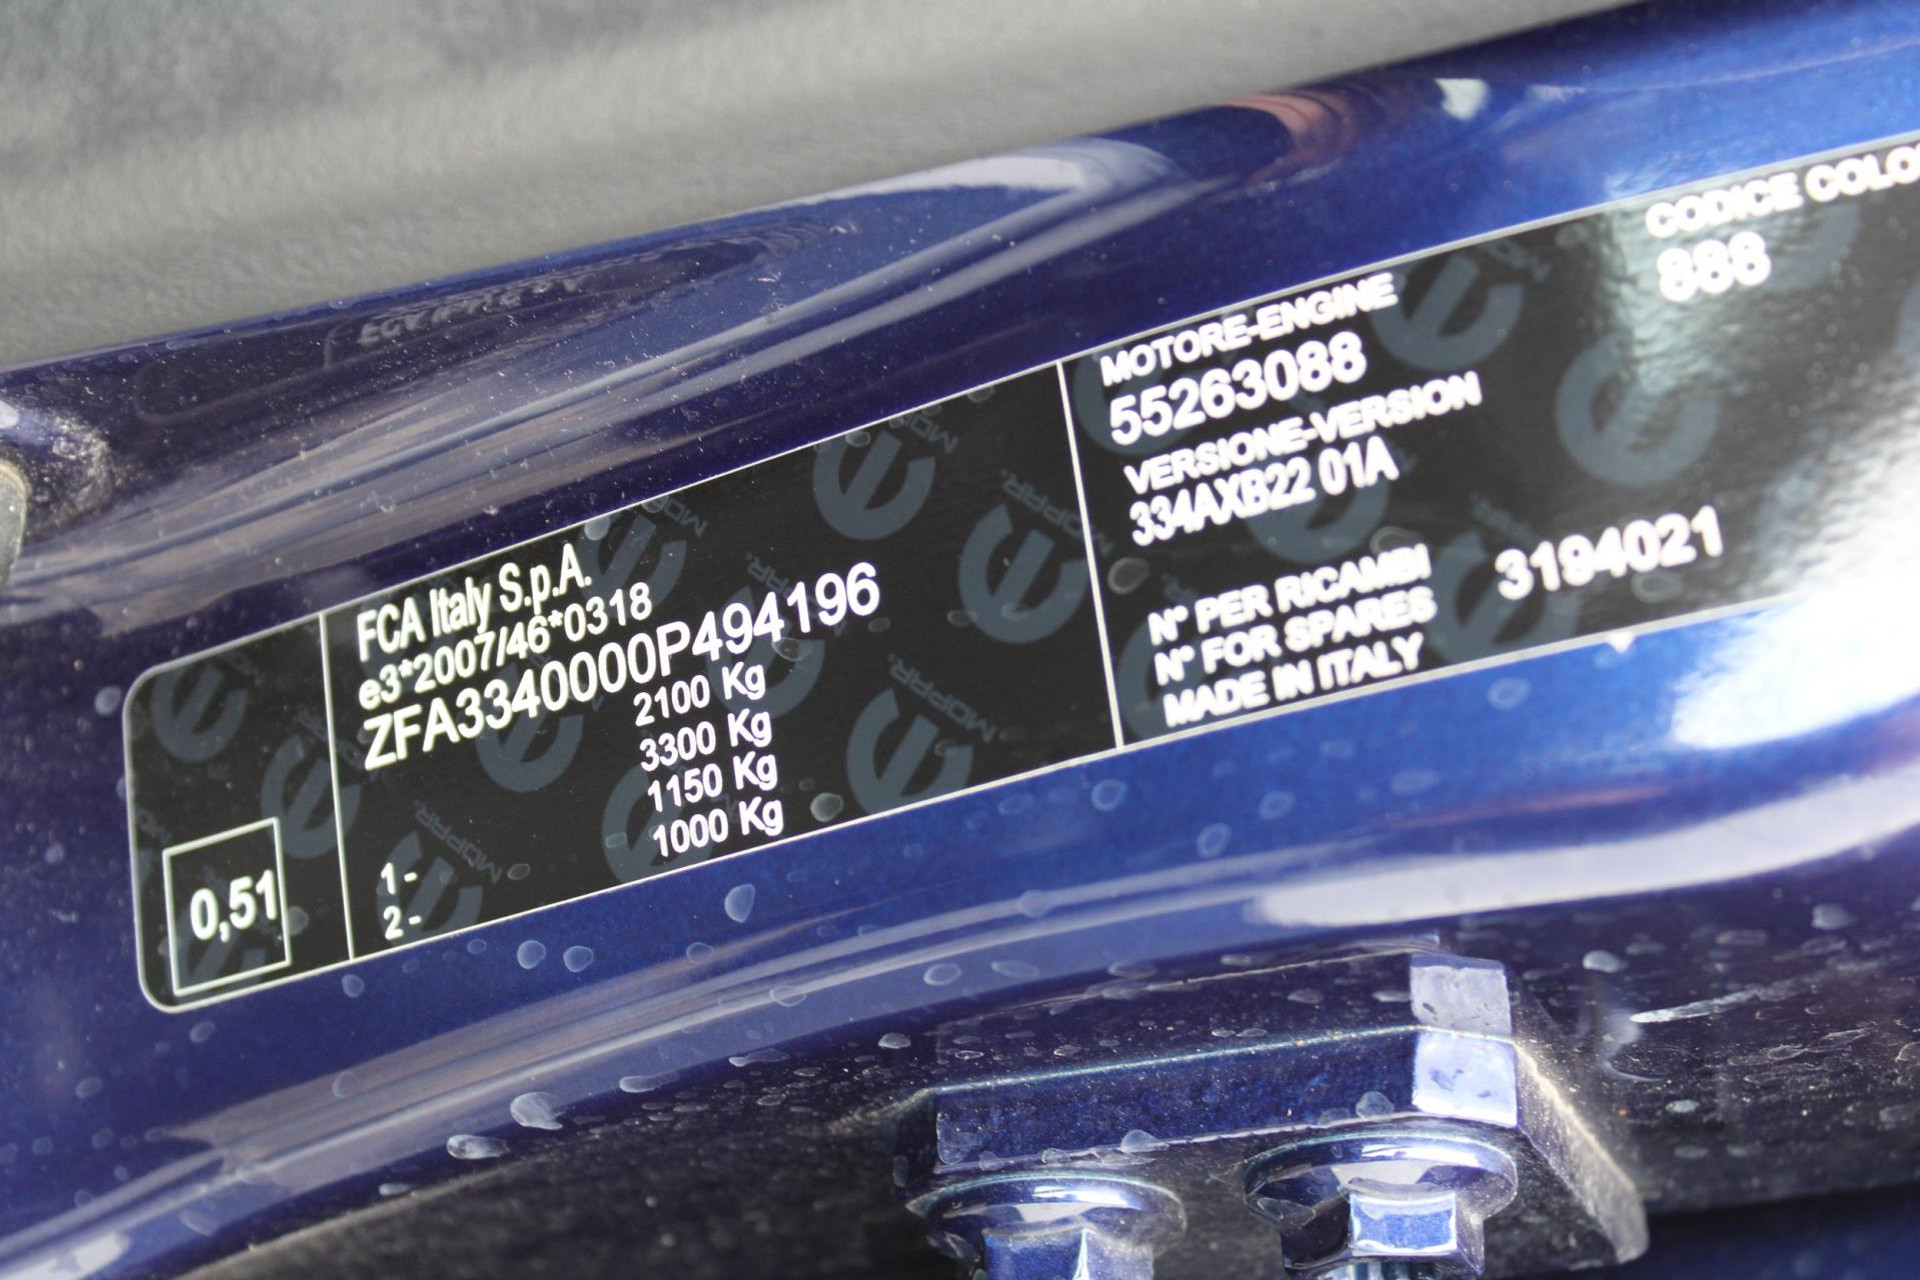 0,51
FCA Italy S.p.A.
e3*2007/46*0318
ZFA3340000P494196
2100 Kg
3300 Kg
1- 1150 Kg
2- 1000 Kg
MOTORE-ENGINE
55263088
VERSIONE-VERSION
334AXB22 01A
N° PER RICAMBI
N° FOR SPARES 3194021
MADE IN ITALY
CODICE COLO
888
MOPAR